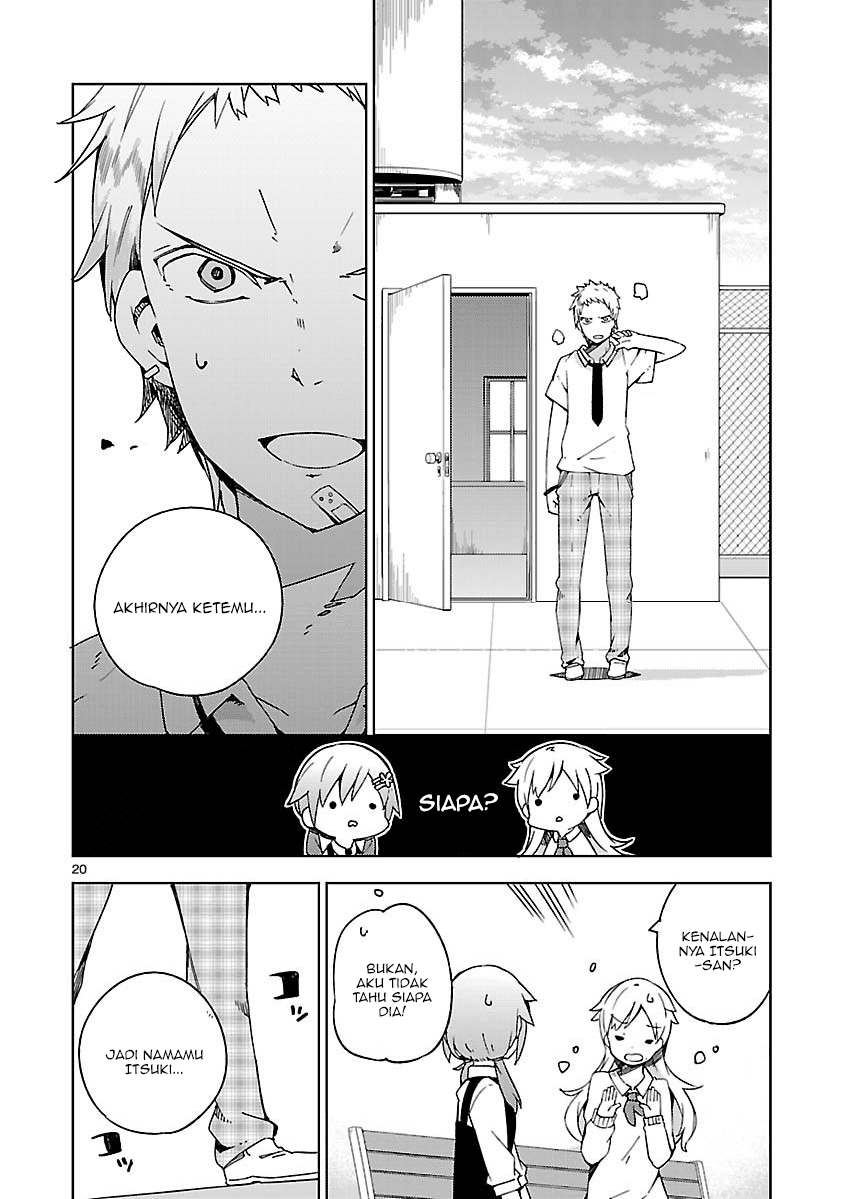 AKHIRNYA KETEMU...
SIAPA?
20
KENALAN-
NYA ITSUKI
-SAN?
BUKAN,
AKU TIDAK
TAHU SIAPA
DIA!
JADI NAMAMU
ITSUKI...